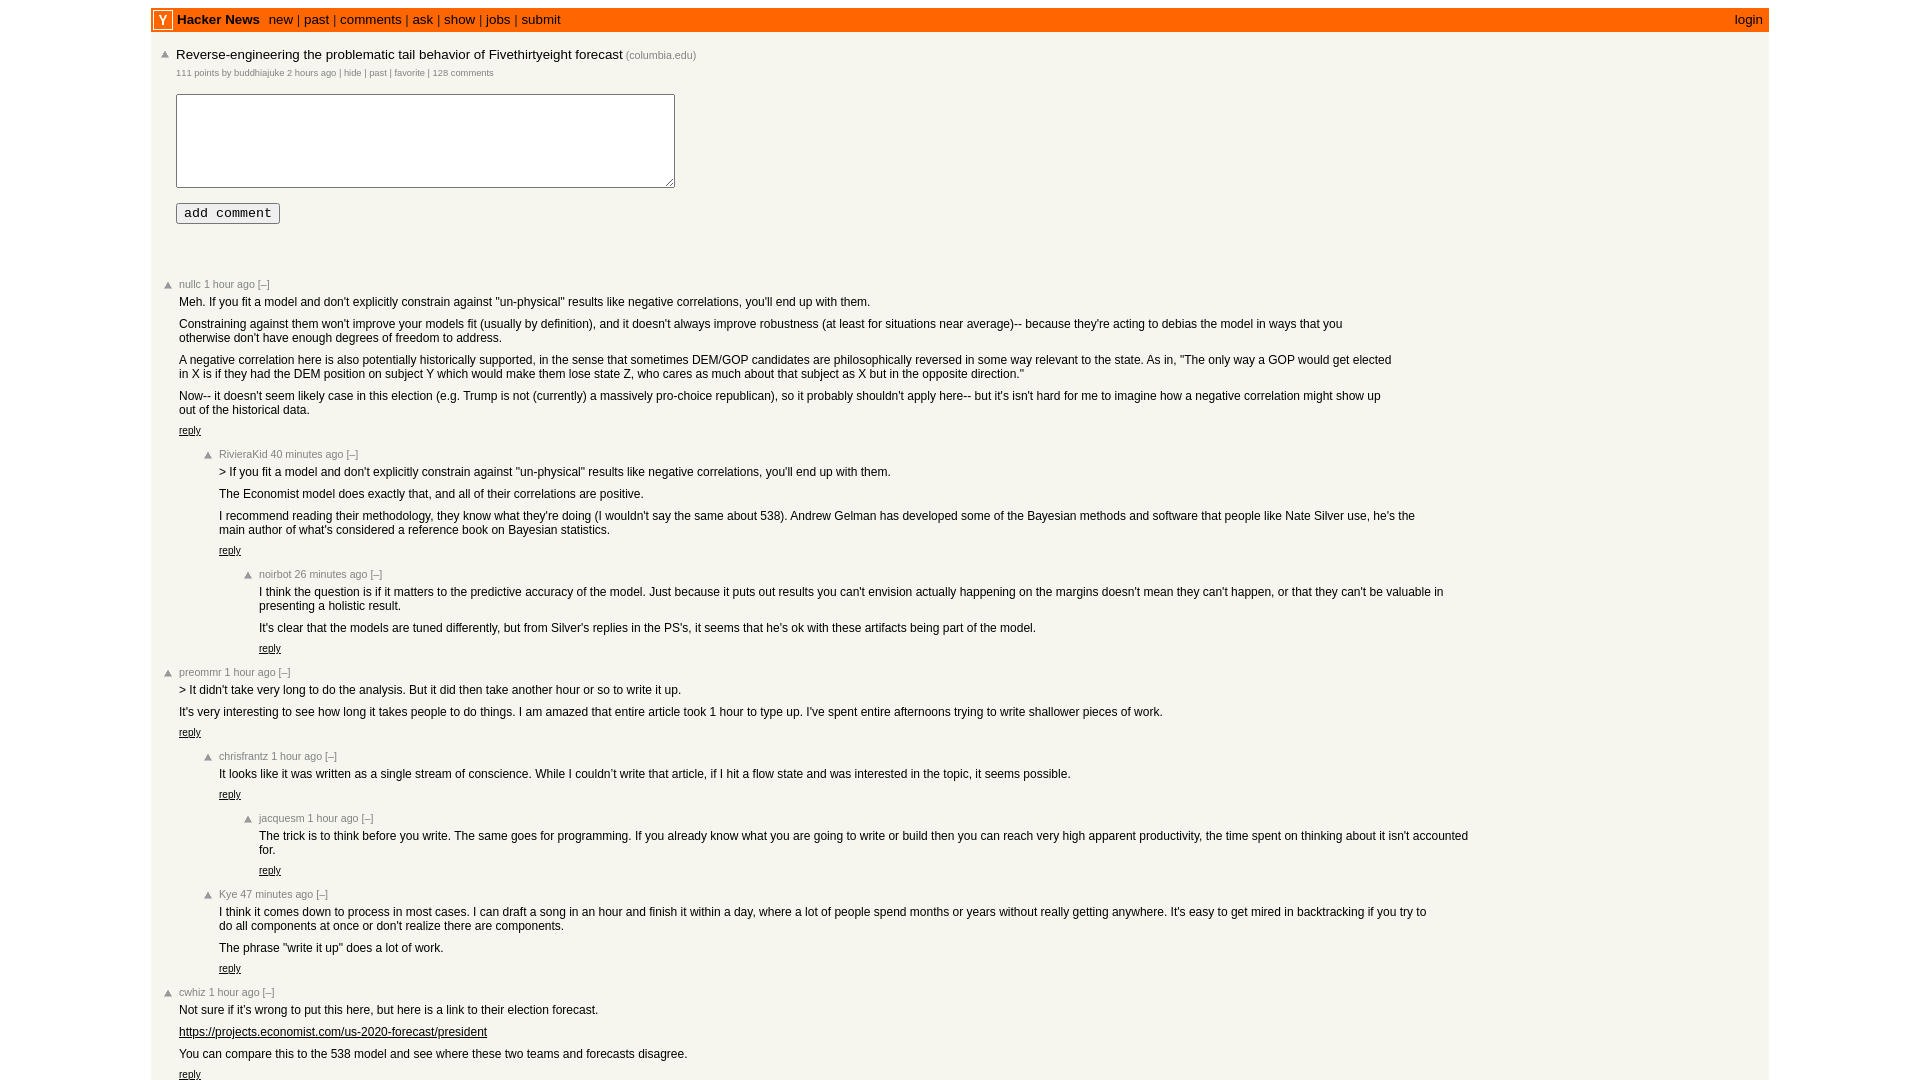 Y Hacker News new | past | comments | ask | show | jobs | submit login
Reverse-engineering the problematic tail behavior of Fivethirtyeight forecast (columbia.edu)
111 points by buddhiajuke 2 hours ago | hide | past | favorite | 128 comments
add comment
nullc 1 hour ago [–]
Meh. If you fit a model and don't explicitly constrain against "un-physical" results like negative correlations, you'll end up with them.
Constraining against them won't improve your models fit (usually by definition), and it doesn't always improve robustness (at least for situations near average)-- because they're acting to debias the model in ways that you
otherwise don't have enough degrees of freedom to address.
A negative correlation here is also potentially historically supported, in the sense that sometimes DEM/GOP candidates are philosophically reversed in some way relevant to the state. As in, "The only way a GOP would get elected
in X is if they had the DEM position on subject Y which would make them lose state Z, who cares as much about that subject as X but in the opposite direction."
Now-- it doesn't seem likely case in this election (e.g. Trump is not (currently) a massively pro-choice republican), so it probably shouldn't apply here-- but it's isn't hard for me to imagine how a negative correlation might show up
out of the historical data.
reply
RivieraKid 40 minutes ago [–]
> If you fit a model and don't explicitly constrain against "un-physical" results like negative correlations, you'll end up with them.
The Economist model does exactly that, and all of their correlations are positive.
I recommend reading their methodology, they know what they're doing (I wouldn't say the same about 538). Andrew Gelman has developed some of the Bayesian methods and software that people like Nate Silver use, he's the
main author of what's considered a reference book on Bayesian statistics.
reply
noirbot 26 minutes ago [–]
I think the question is if it matters to the predictive accuracy of the model. Just because it puts out results you can't envision actually happening on the margins doesn't mean they can't happen, or that they can't be valuable in
presenting a holistic result.
It's clear that the models are tuned differently, but from Silver's replies in the PS's, it seems that he's ok with these artifacts being part of the model.
reply
preommr 1 hour ago [–]
> It didn't take very long to do the analysis. But it did then take another hour or so to write it up.
It's very interesting to see how long it takes people to do things. I am amazed that entire article took 1 hour to type up. I've spent entire afternoons trying to write shallower pieces of work.
reply
chrisfrantz 1 hour ago [–]
It looks like it was written as a single stream of conscience. While I couldn’t write that article, if I hit a flow state and was interested in the topic, it seems possible.
reply
jacquesm 1 hour ago [–]
The trick is to think before you write. The same goes for programming. If you already know what you are going to write or build then you can reach very high apparent productivity, the time spent on thinking about it isn't accounted
for.
reply
Kye 47 minutes ago [–]
I think it comes down to process in most cases. I can draft a song in an hour and finish it within a day, where a lot of people spend months or years without really getting anywhere. It's easy to get mired in backtracking if you try to
do all components at once or don't realize there are components.
The phrase "write it up" does a lot of work.
reply
cwhiz 1 hour ago [–]
Not sure if it’s wrong to put this here, but here is a link to their election forecast.
https://projects.economist.com/us-2020-forecast/president
You can compare this to the 538 model and see where these two teams and forecasts disagree.
reply